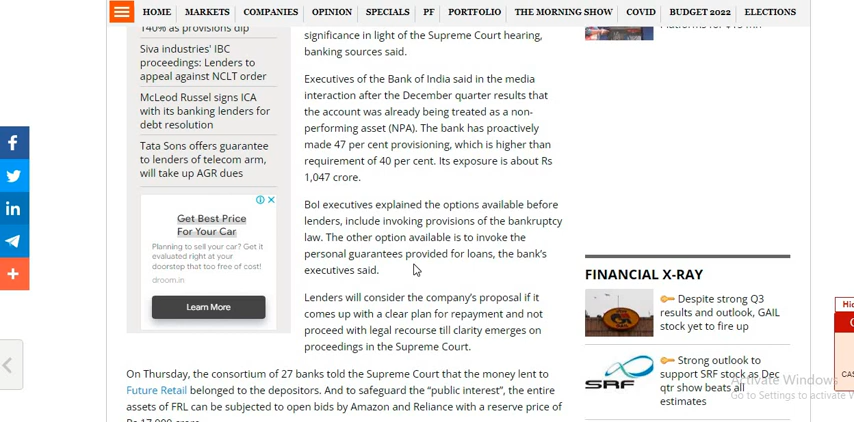 HOME MARKETS COMPANIES OPINION SPECIALS PF PORTFOLIO THE MORNING SHOW COVID BUDGET 2022 ELECTIONS
140% as provisions dip
Siva industries' IBC
proceedings: Lenders to
appeal against NCLT order
McLeod Russel signs ICA
with its banking lenders for
debt resolution
Tata Sons offers guarantee
to lenders of telecom arm,
will take up AGR dues
Get Best Price
For Your Car
Planning to sell your car? Get it
evaluated right at your
doorstep that too free of cost!
droom.in
Learn More
significance in light of the Supreme Court hearing,
banking sources said.
Executives of the Bank of India said in the media
interaction after the December quarter results that
the account was already being treated as a non-
performing asset (NPA). The bank has proactively
made 47 per cent provisioning, which is higher than
requirement of 40 per cent. Its exposure is about Rs
1,047 crore.
BoI executives explained the options available before
lenders, include invoking provisions of the bankruptcy
law. The other option available is to invoke the
personal guarantees provided for loans, the bank's
executives said.
Lenders will consider the company's proposal if it
comes up with a clear plan for repayment and not
proceed with legal recourse till clarity emerges on
proceedings in the Supreme Court.
On Thursday, the consortium of 27 banks told the Supreme Court that the money lent to
Future Retail belonged to the depositors. And to safeguard the “public interest”, the entire
assets of FRL can be subjected to open bids by Amazon and Reliance with a reserve price of
Rs 17,000 crore.
FINANCIAL X-RAY
Despite strong Q3
results and outlook, GAIL
stock yet to fire up
SRF
Strong outlook to
support SRF stock as Dec
qtr show beats all
estimates
Activate Windows
Go to Settings to activate W